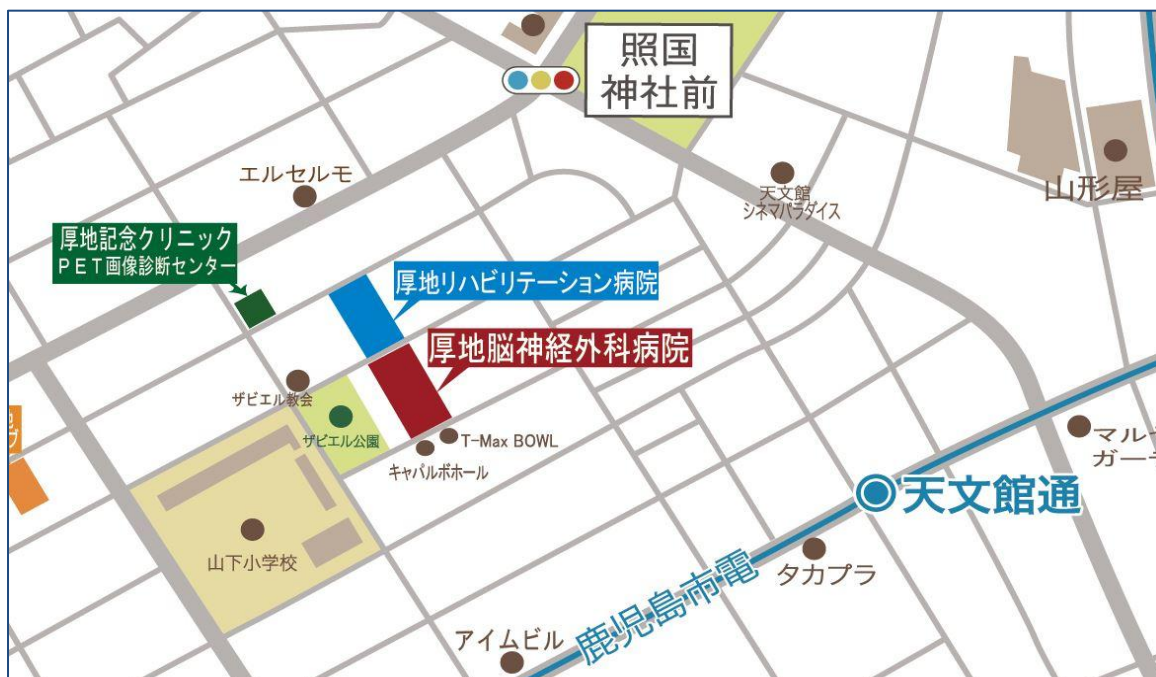 照国
神社前
エルセルモ
天文館
シネマパラダイス
山形屋
厚地記念クリニック
PET画像診断センター
厚地リハビリテーション病院
厚地脳神経外科病院
ザビエル教会
ザビエル公園
T-Max BOWL
キャパルボホール
マル
ガーデ
天文館通
山下小学校
タカプラ
鹿児島市電
アイムビル